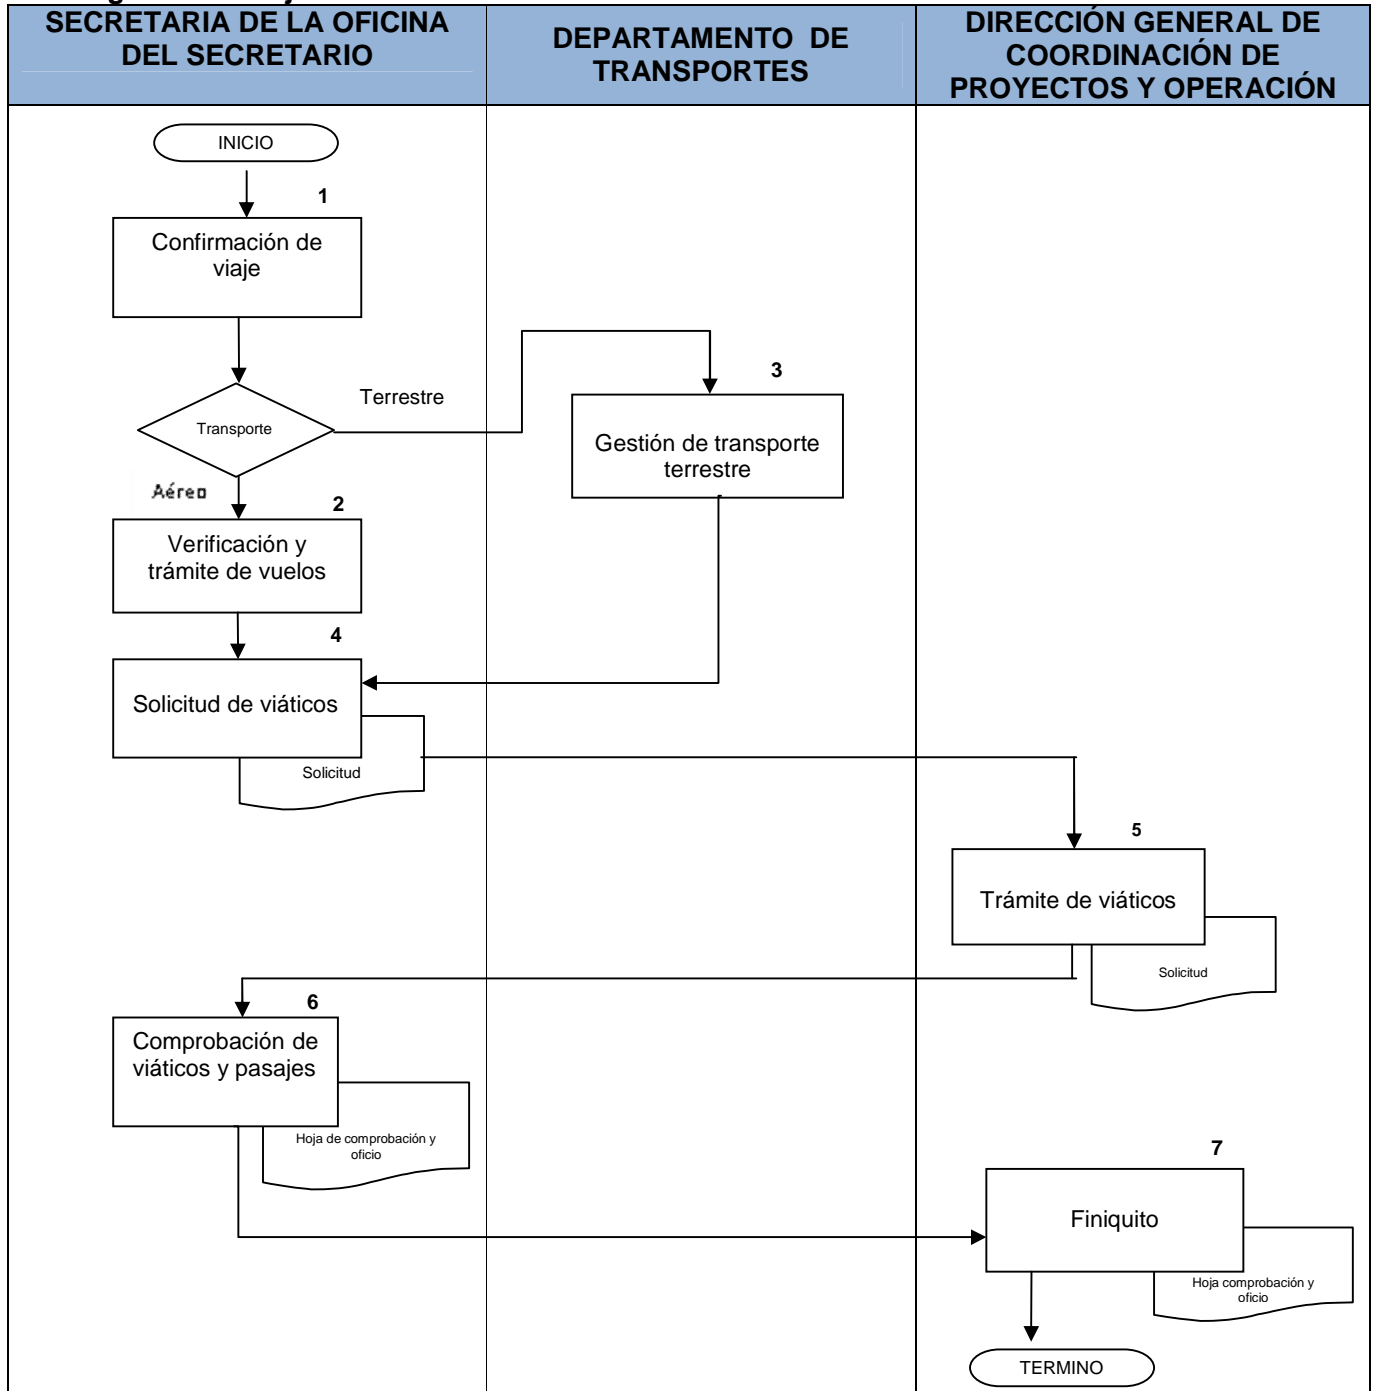 SECRETARIA DE LA OFICINA
DEL SECRETARIO
DEPARTAMENTO DE
TRANSPORTES
DIRECCIÓN GENERAL DE
COORDINACIÓN DE
PROYECTOS Y OPERACIÓN
INICIO
1
Confirmación de
viaje
Transporte
Terrestre
3
Gestión de transporte
terrestre
Aéreo
2
Verificación y
trámite de vuelos
4
Solicitud de viáticos
Solicitud
5
Trámite de viáticos
Solicitud
6
Comprobación de
viáticos y pasajes
Hoja de comprobación y
oficio
7
Finiquito
Hoja comprobación y
oficio
TERMINO